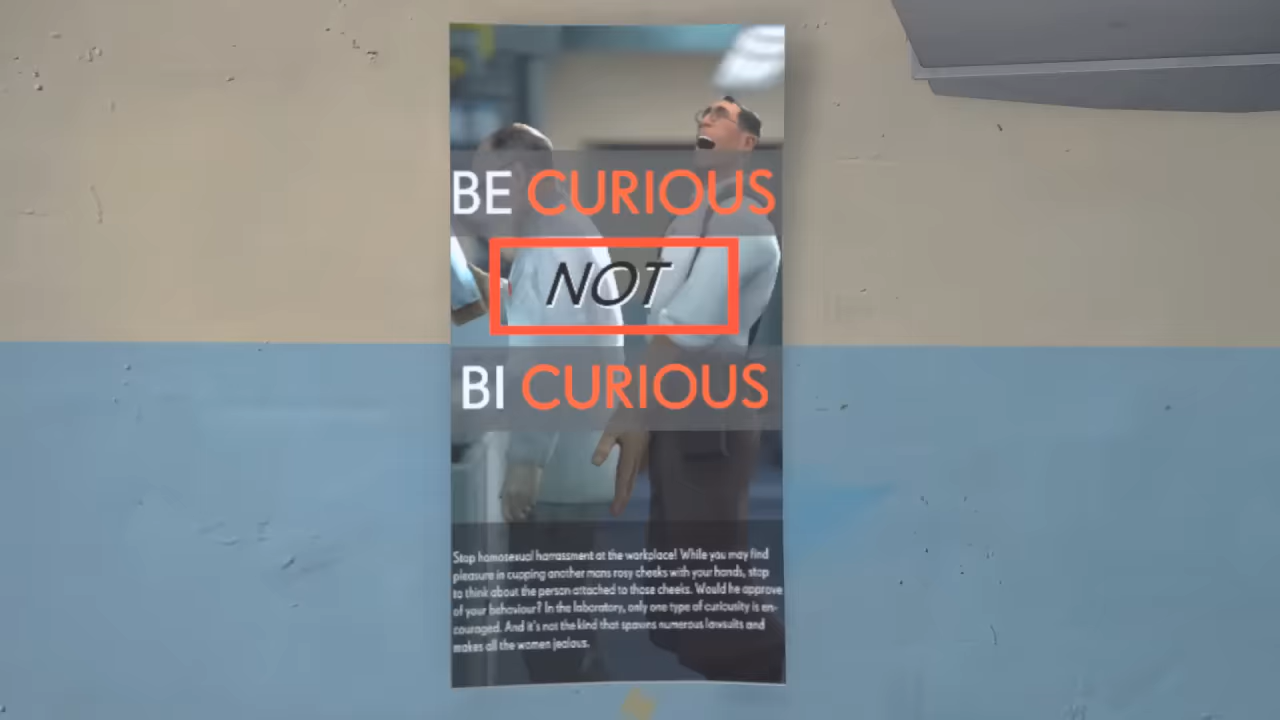 BE CURIOUS
NOT
BI CURIOUS
Stop homosexual harrassment at the workplace! While you may find
pleasure in cupping another mans rosy cheeks with your hands, stop
to think about the person attached to those cheeks. Would he approve
of your behaviour? In the laboratory, only one type of curiousity is en-
couraged. And it's not the kind that spawns numerous lawsuits and
makes all the women jealous.